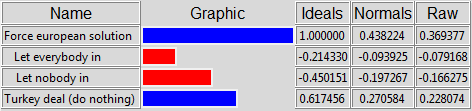 Name Graphic Ideals Normals Raw
Force european solution 1.000000 0.438224 0.369377
Let everybody in -0.214330 -0.093925 -0.079168
Let nobody in -0.450151 -0.197267 -0.166275
Turkey deal (do nothing) 0.617456 0.270584 0.228074